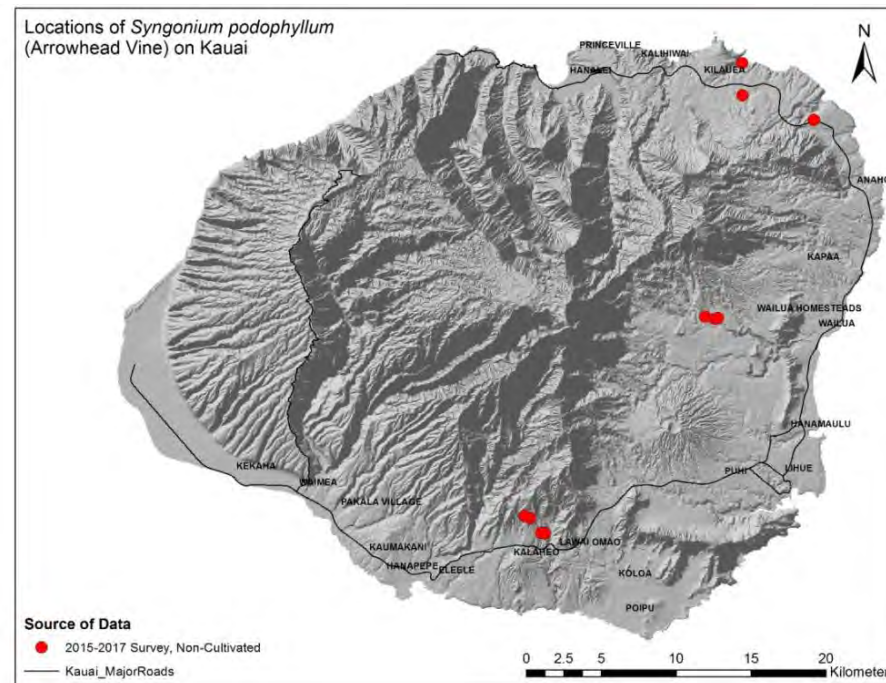 Locations of Syngonium podophyllum
(Arrowhead Vine) on Kauai
N
PRINCEVILLE
KALIHIWAI
HANALEI
KILAUEA
ANAHO
KAPAA
WAILUA HOMESTEADS
WAILUA
HANAMAULU
PUHI
LIHUE
KEKAHA
WAIMEA
PAKALA VILLAGE
KAUMAKANI
HANAPEPE
ELEELE
KALAHEO
LAWAI
OMAO
KOLOA
POIPU
Source of Data
2015-2017 Survey, Non-Cultivated
Kauai_MajorRoads
0 2.5 5 10 15 20
Kilometer